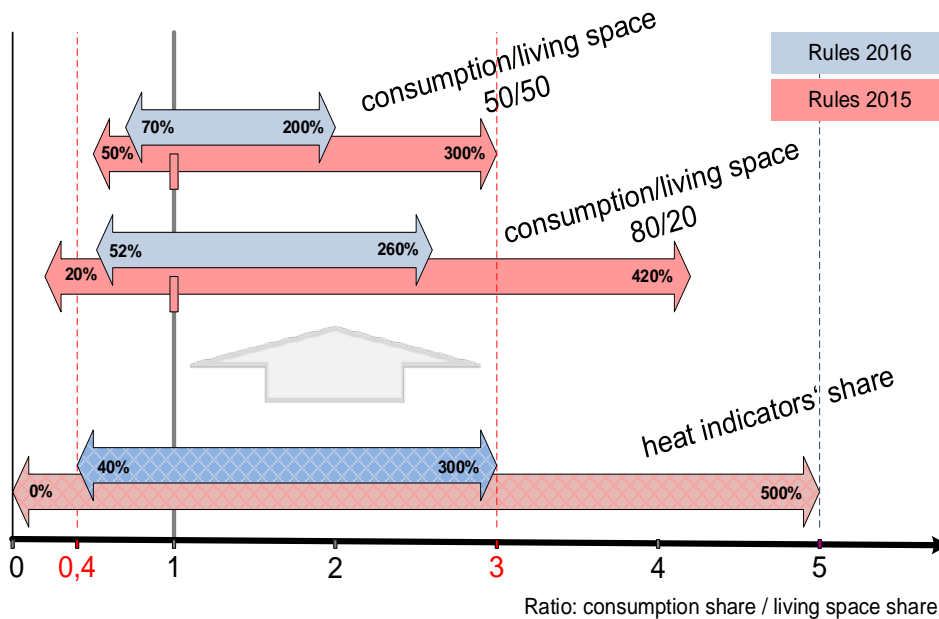 Rules 2016
Rules 2015
consumption/living space
50/50
70% 200%
50% 300%
consumption/living space
80/20
52% 260%
20% 420%
heat indicators‘ share
40% 300%
0% 500%
0 0,4 1 2 3 4 5
Ratio: consumption share / living space share